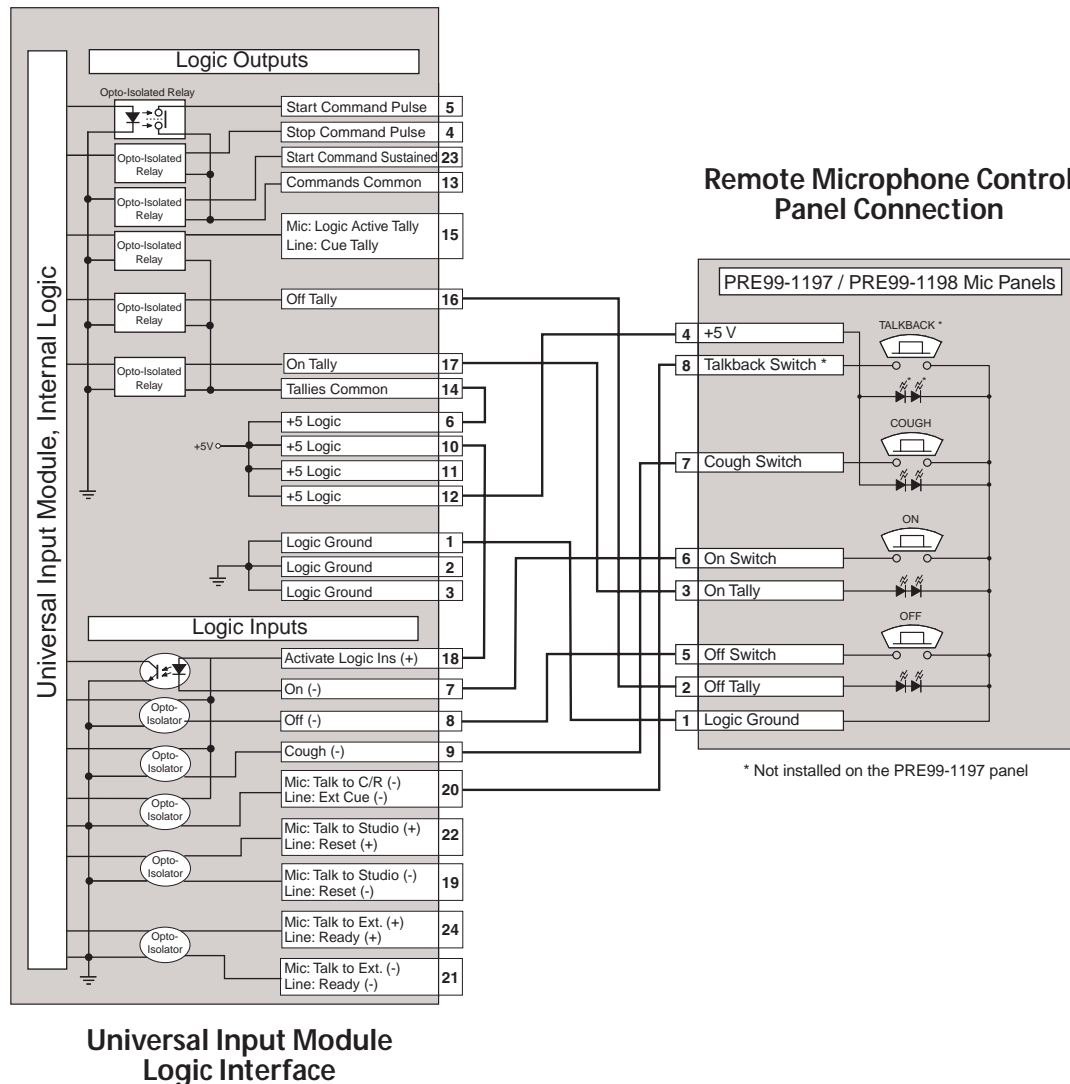 Logic Outputs
Opto-Isolated Relay
Start Command Pulse 5
Stop Command Pulse 4
Opto-Isolated
Relay
Start Command Sustained 23
Commands Common 13
Opto-Isolated
Relay
Mic: Logic Active Tally
Line: Cue Tally
15
Opto-Isolated
Relay
Off Tally 16
Opto-Isolated
Relay
On Tally 17
Opto-Isolated
Relay
Tallies Common 14
+5 Logic 6
+5V
+5 Logic 10
+5 Logic 11
+5 Logic 12
Logic Ground 1
Logic Ground 2
Logic Ground 3
Logic Inputs
Activate Logic Ins (+) 18
On (-) 7
Opto-
Isolator
Off (-) 8
Cough (-) 9
Opto-
Isolator
Mic: Talk to C/R (-)
Line: Ext Cue (-)
20
Opto-
Isolator
Mic: Talk to Studio (+)
Line: Reset (+)
22
Opto-
Isolator
Mic: Talk to Studio (-)
Line: Reset (-)
19
Mic: Talk to Ext. (+)
Line: Ready (+)
24
Opto-
Isolator
Mic: Talk to Ext. (-)
Line: Ready (-)
21
Universal Input Module, Internal Logic
Universal Input Module
Logic Interface
Remote Microphone Control
Panel Connection
PRE99-1197 / PRE99-1198 Mic Panels
4 +5 V
TALKBACK *
8 Talkback Switch *
* *
COUGH
7 Cough Switch
ON
6 On Switch
3 On Tally
OFF
5 Off Switch
2 Off Tally
1 Logic Ground
* Not installed on the PRE99-1197 panel